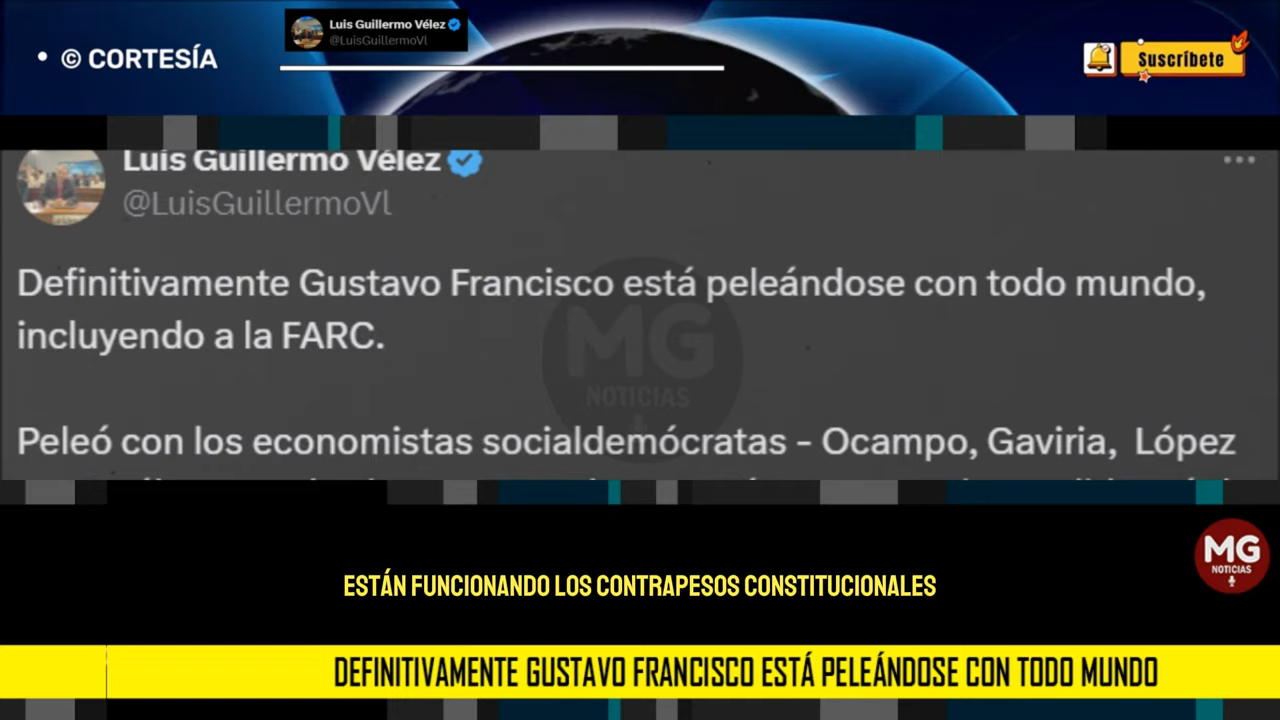 • © CORTESÍA
Luis Guillermo Vélez
@LuisGuillermoVl
Suscríbete
Luis Guillermo Vélez
@LuisGuillermoVl
Definitivamente Gustavo Francisco está peleándose con todo mundo,
incluyendo a la FARC.
MG
NOTICIAS
Peleó con los economistas socialdemócratas - Ocampo, Gaviria, López
MG
NOTICIAS
ESTÁN FUNCIONANDO LOS CONTRAPESOS CONSTITUCIONALES
DEFINITIVAMENTE GUSTAVO FRANCISCO ESTÁ PELEÁNDOSE CON TODO MUNDO